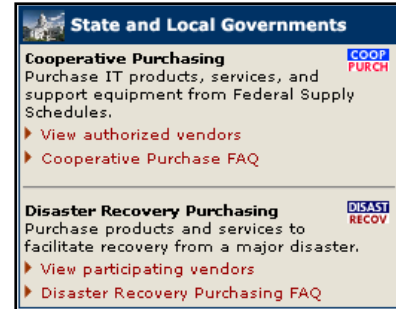 State and Local Governments
Cooperative Purchasing
COOP
PURCH
Purchase IT products, services, and
support equipment from Federal Supply
Schedules.
View authorized vendors
Cooperative Purchase FAQ
Disaster Recovery Purchasing
DISAST
RECOV
Purchase products and services to
facilitate recovery from a major disaster.
View participating vendors
Disaster Recovery Purchasing FAQ